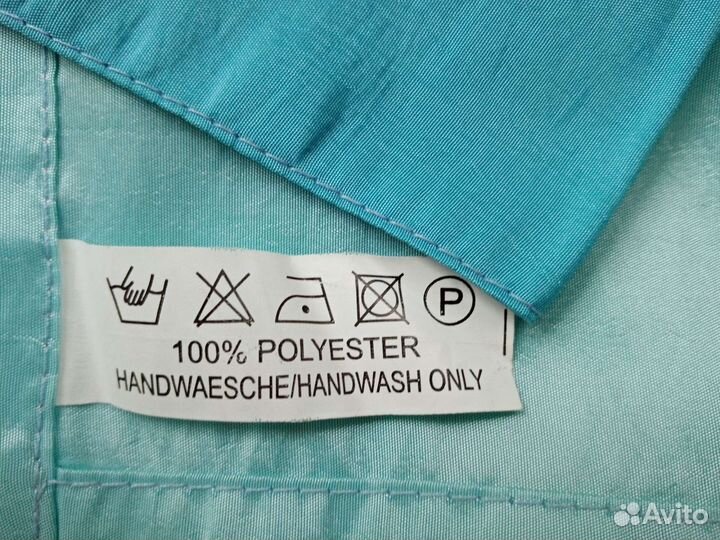 P
100% POLYESTER
HANDWAESCHE/HANDWASH ONLY
Avito